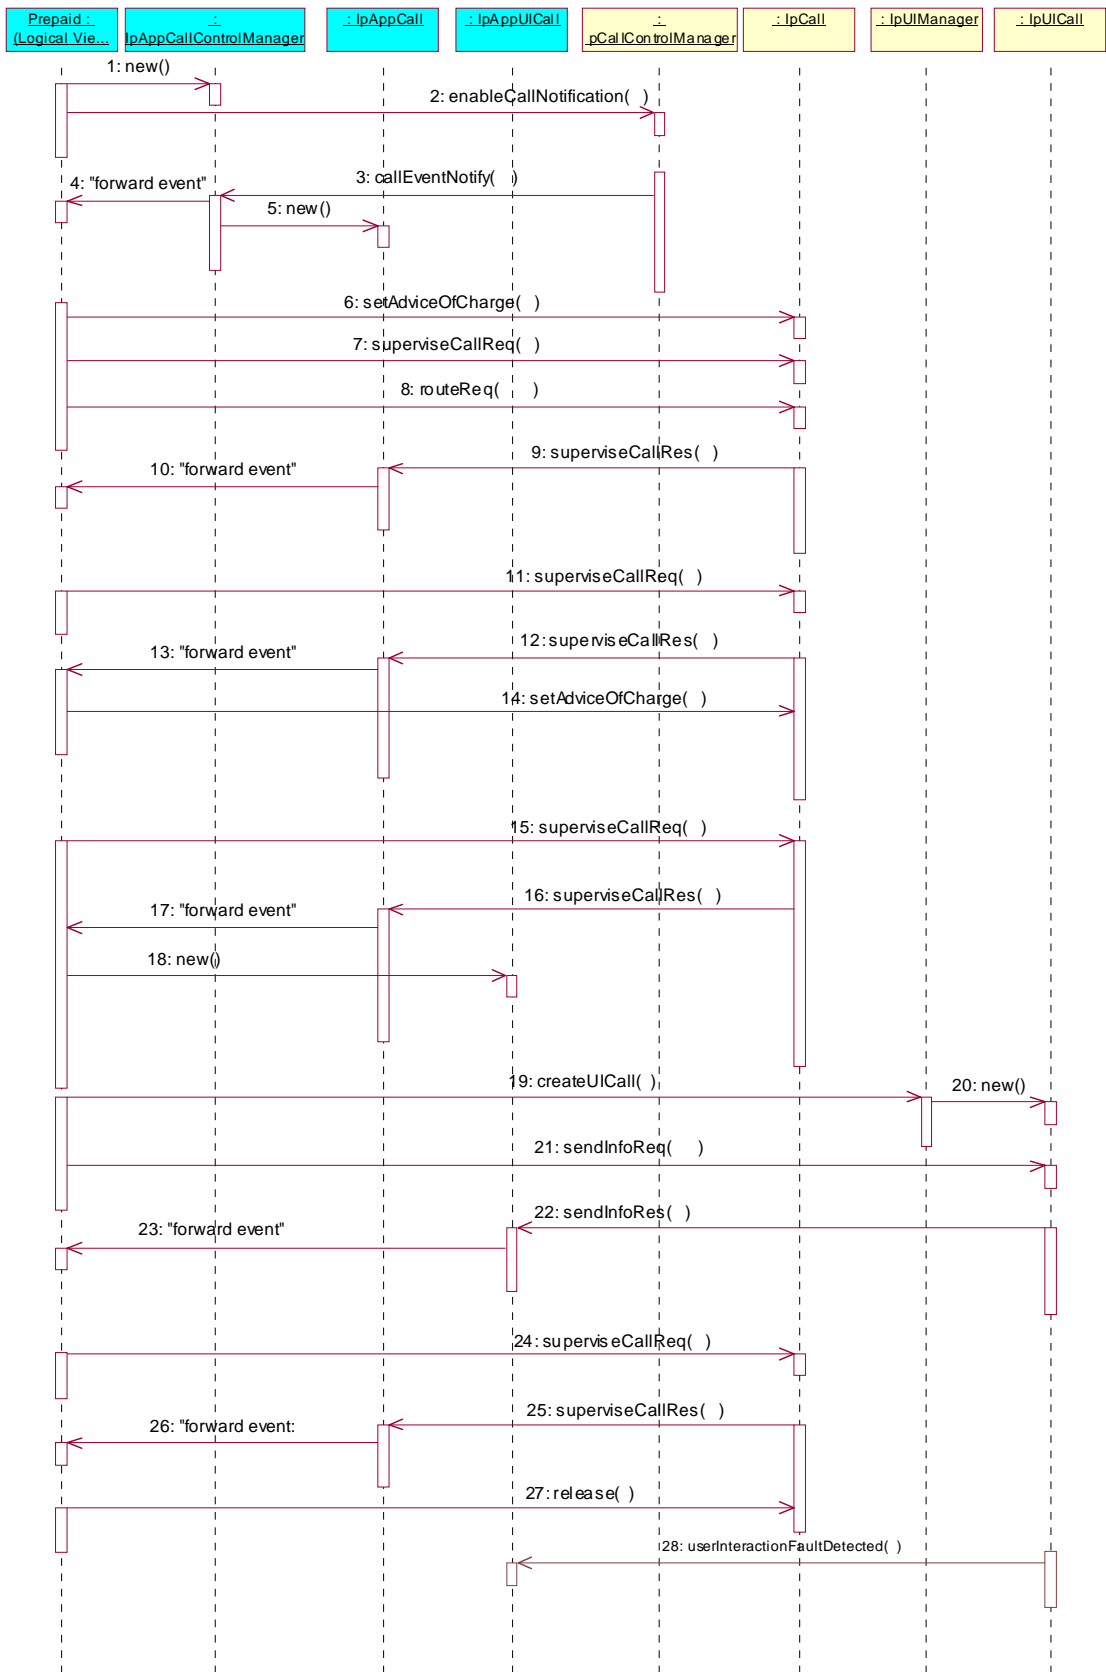 Prepaid :
(Logical Vie...
:
IpAppCallControlManager
: IpAppCall
: IpAppUICall
:
pCallControlManager
: IpCall
: IpUIManager
: IpUICall
1: new()
2: enableCallNotification( )
3: callEventNotify( )
4: "forward event"
5: new()
6: setAdviceOfCharge( )
7: superviseCallReq( )
8: routeReq( )
9: superviseCallRes( )
10: "forward event"
11: superviseCallReq( )
12: superviseCallRes( )
13: "forward event"
14: setAdviceOfCharge( )
15: superviseCallReq( )
16: superviseCallRes( )
17: "forward event"
18: new()
19: createUICall( )
20: new()
21: sendInfoReq( )
22: sendInfoRes( )
23: "forward event"
24: superviseCallReq( )
25: superviseCallRes( )
26: "forward event:
27: release( )
28: userInteractionFaultDetected( )